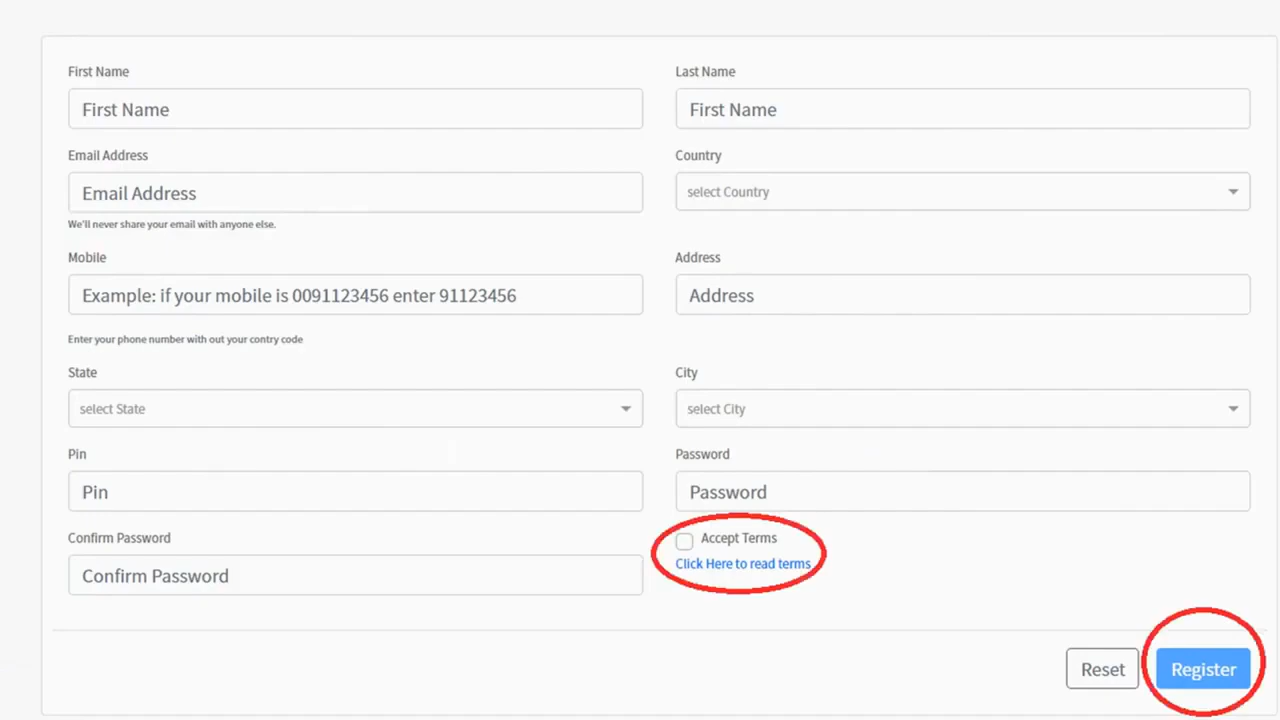 First Name
Last Name
First Name
First Name
Email Address
Country
Email Address
select Country
We'll never share your email with anyone else.
Mobile
Address
Example: if your mobile is 0091123456 enter 91123456
Address
Enter your phone number with out your contry code
State
City
select State
select City
Pin
Password
Pin
Password
Confirm Password
Accept Terms
Click Here to read terms
Confirm Password
Reset
Register